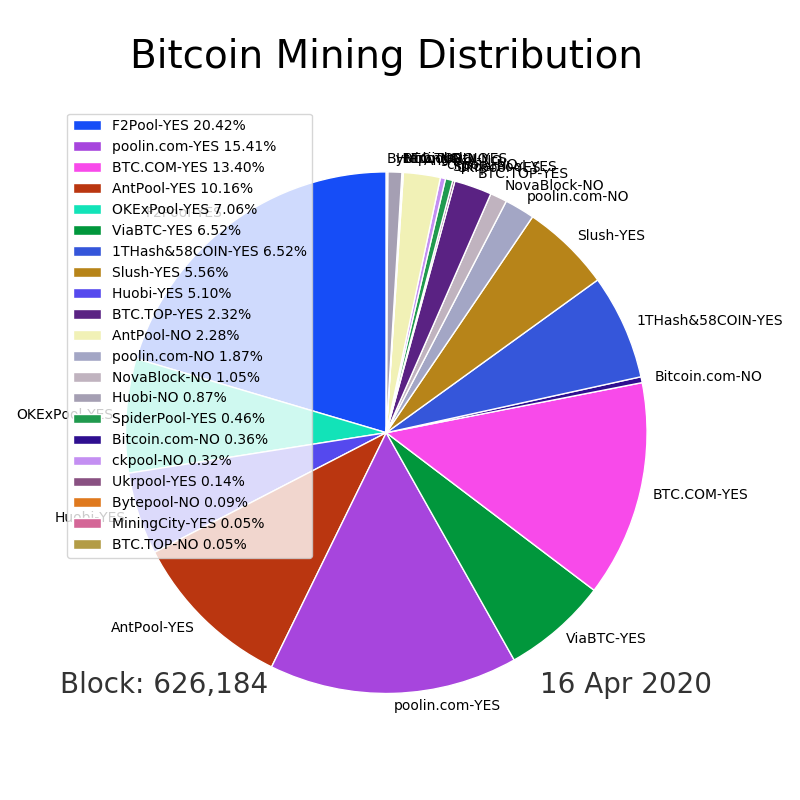 Bitcoin Mining Distribution
F2Pool-YES 20.42%
poolin.com-YES 15.41%
BTC.COM-YES 13.40%
AntPool-YES 10.16%
OKExPool-YES 7.06%
ViaBTC-YES 6.52%
1THash&58COIN-YES 6.52%
Slush-YES 5.56%
Huobi-YES 5.10%
BTC.TOP-YES 2.32%
AntPool-NO 2.28%
poolin.com-NO 1.87%
NovaBlock-NO 1.05%
Huobi-NO 0.87%
SpiderPool-YES 0.46%
Bitcoin.com-NO 0.36%
ckpool-NO 0.32%
Ukrpool-YES 0.14%
Bytepool-NO 0.09%
MiningCity-YES 0.05%
BTC.TOP-NO 0.05%
BTC.TOP-YES
NovaBlock-NO
poolin.com-NO
Slush-YES
1THash&58COIN-YES
Bitcoin.com-NO
BTC.COM-YES
ViaBTC-YES
poolin.com-YES
AntPool-YES
Huobi-YES
OKExPool-YES
F2Pool-YES
Block: 626,184
16 Apr 2020